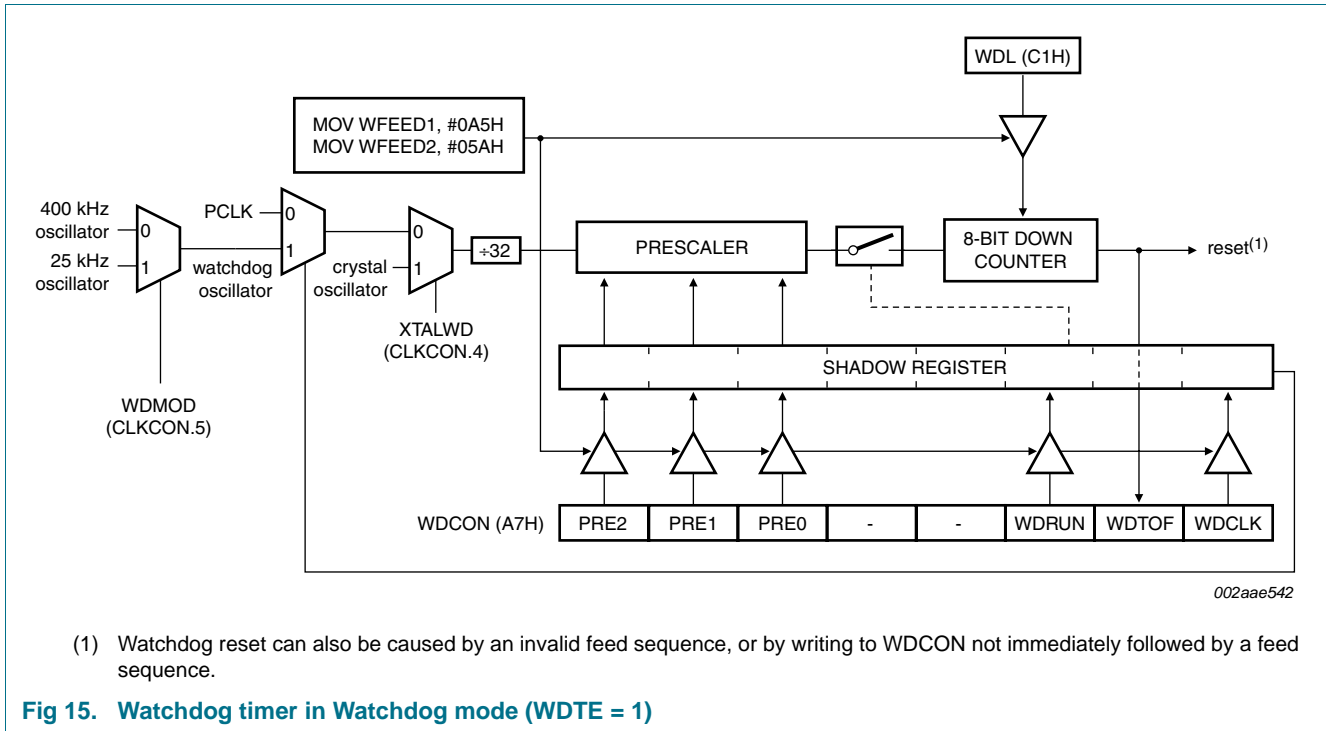 WDL (C1H)
MOV WFEED1, #0A5H
MOV WFEED2, #05AH
400 kHz
oscillator
25 kHz
oscillator
0
1
PCLK
0
1
watchdog
oscillator
0
1
crystal
oscillator
÷32
PRESCALER
8-BIT DOWN
COUNTER
reset(1)
XTALWD
(CLKCON.4)
WDMOD
(CLKCON.5)
SHADOW REGISTER
WDCON (A7H)
PRE2
PRE1
PRE0
-
-
WDRUN
WDTOF
WDCLK
002aae542
(1) Watchdog reset can also be caused by an invalid feed sequence, or by writing to WDCON not immediately followed by a feed
sequence.
Fig 15. Watchdog timer in Watchdog mode (WDTE = 1)